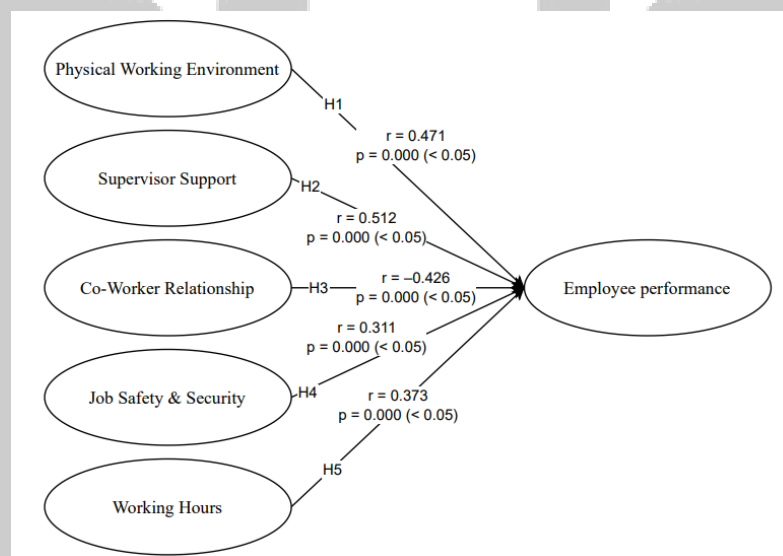 Physical Working Environment
H1
r = 0.471
p = 0.000 (< 0.05)
Supervisor Support
H2
r = 0.512
p = 0.000 (< 0.05)
Co-Worker Relationship
H3
r = –0.426
p = 0.000 (< 0.05)
Employee performance
r = 0.311
p = 0.000 (< 0.05)
Job Safety & Security
H4
r = 0.373
p = 0.000 (< 0.05)
H5
Working Hours